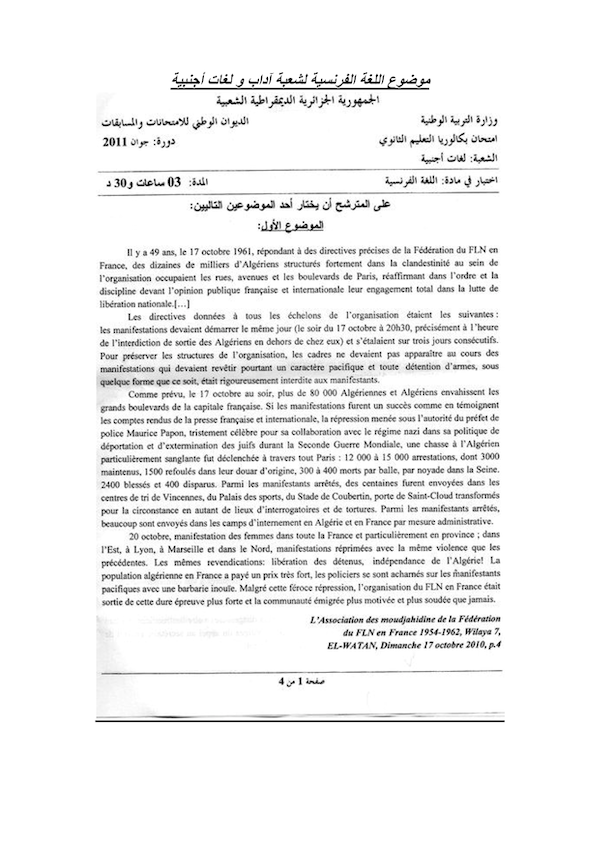 موضوع اللغة الفرنسية لشعبة آداب و لغات أجنبية
الجمهورية الجزائرية الديمقراطية الشعبية
وزارة التربية الوطنية الديوان الوطني للامتحانات والمسابقات
امتحان بكالوريا التعليم الثانوي دورة: جوان 2011
الشعبة: لغات أجنبية
اختبار في مادة: اللغة الفرنسية المدة: 03 ساعات و30 د
على المترشح أن يختار أحد الموضوعين التاليين:
الموضوع الأول:
Il y a 49 ans, le 17 octobre 1961, répondant à des directives précises de la Fédération du FLN en
France, des dizaines de milliers d'Algériens structurés fortement dans la clandestinité au sein de
l'organisation occupaient les rues, avenues et les boulevards de Paris, réaffirmant dans l'ordre et la
discipline devant l'opinion publique française et internationale leur engagement total dans la lutte de
libération nationale.[…]
Les directives données à tous les échelons de l'organisation étaient les suivantes :
les manifestations devaient démarrer le même jour (le soir du 17 octobre à 20h30, précisément à l'heure
de l'interdiction de sortie des Algériens en dehors de chez eux) et s'étalaient sur trois jours consécutifs.
Pour préserver les structures de l'organisation, les cadres ne devaient pas apparaître au cours des
manifestations qui devaient revêtir pourtant un caractère pacifique et toute détention d'armes, sous
quelque forme que ce soit, était rigoureusement interdite aux manifestants.
Comme prévu, le 17 octobre au soir, plus de 80 000 Algériennes et Algériens envahissent les
grands boulevards de la capitale française. Si les manifestations furent un succès comme en témoignent
les comptes rendus de la presse française et internationale, la répression menée sous l'autorité du préfet de
police Maurice Papon, tristement célèbre pour sa collaboration avec le régime nazi dans sa politique de
déportation et d'extermination des juifs durant la Seconde Guerre Mondiale, une chasse à l'Algérien
particulièrement sanglante fut déclenchée à travers tout Paris : 12 000 à 15 000 arrestations, dont 3000
maintenus, 1500 refoulés dans leur douar d'origine, 300 à 400 morts par balle, par noyade dans la Seine.
2400 blessés et 400 disparus. Parmi les manifestants arrêtés, des centaines furent envoyées dans les
centres de tri de Vincennes, du Palais des sports, du Stade de Coubertin, porte de Saint-Cloud transformés
pour la circonstance en autant de lieux d'interrogatoires et de tortures. Parmi les manifestants arrêtés,
beaucoup sont envoyés dans les camps d'internement en Algérie et en France par mesure administrative.
20 octobre, manifestation des femmes dans toute la France et particulièrement en province ; dans
l'Est, à Lyon, à Marseille et dans le Nord, manifestations réprimées avec la même violence que les
précédentes. Les mêmes revendications: libération des détenus, indépendance de l'Algérie! La
population algérienne en France a payé un prix très fort, les policiers se sont acharnés sur les manifestants
pacifiques avec une barbarie inouïe. Malgré cette féroce répression, l'organisation du FLN en France était
sortie de cette dure épreuve plus forte et la communauté émigrée plus motivée et plus soudée que jamais.
L'Association des moudjahidine de la Fédération
du FLN en France 1954-1962, Wilaya 7,
EL-WATAN, Dimanche 17 octobre 2010, p.4
صفحة 1 من 4